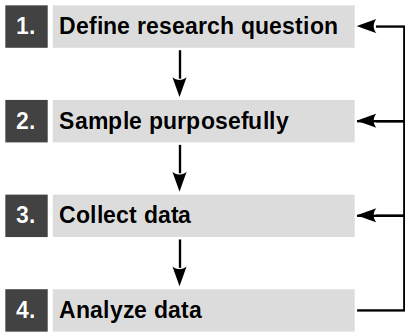 1. Define research question
2. Sample purposefully
3. Collect data
4. Analyze data